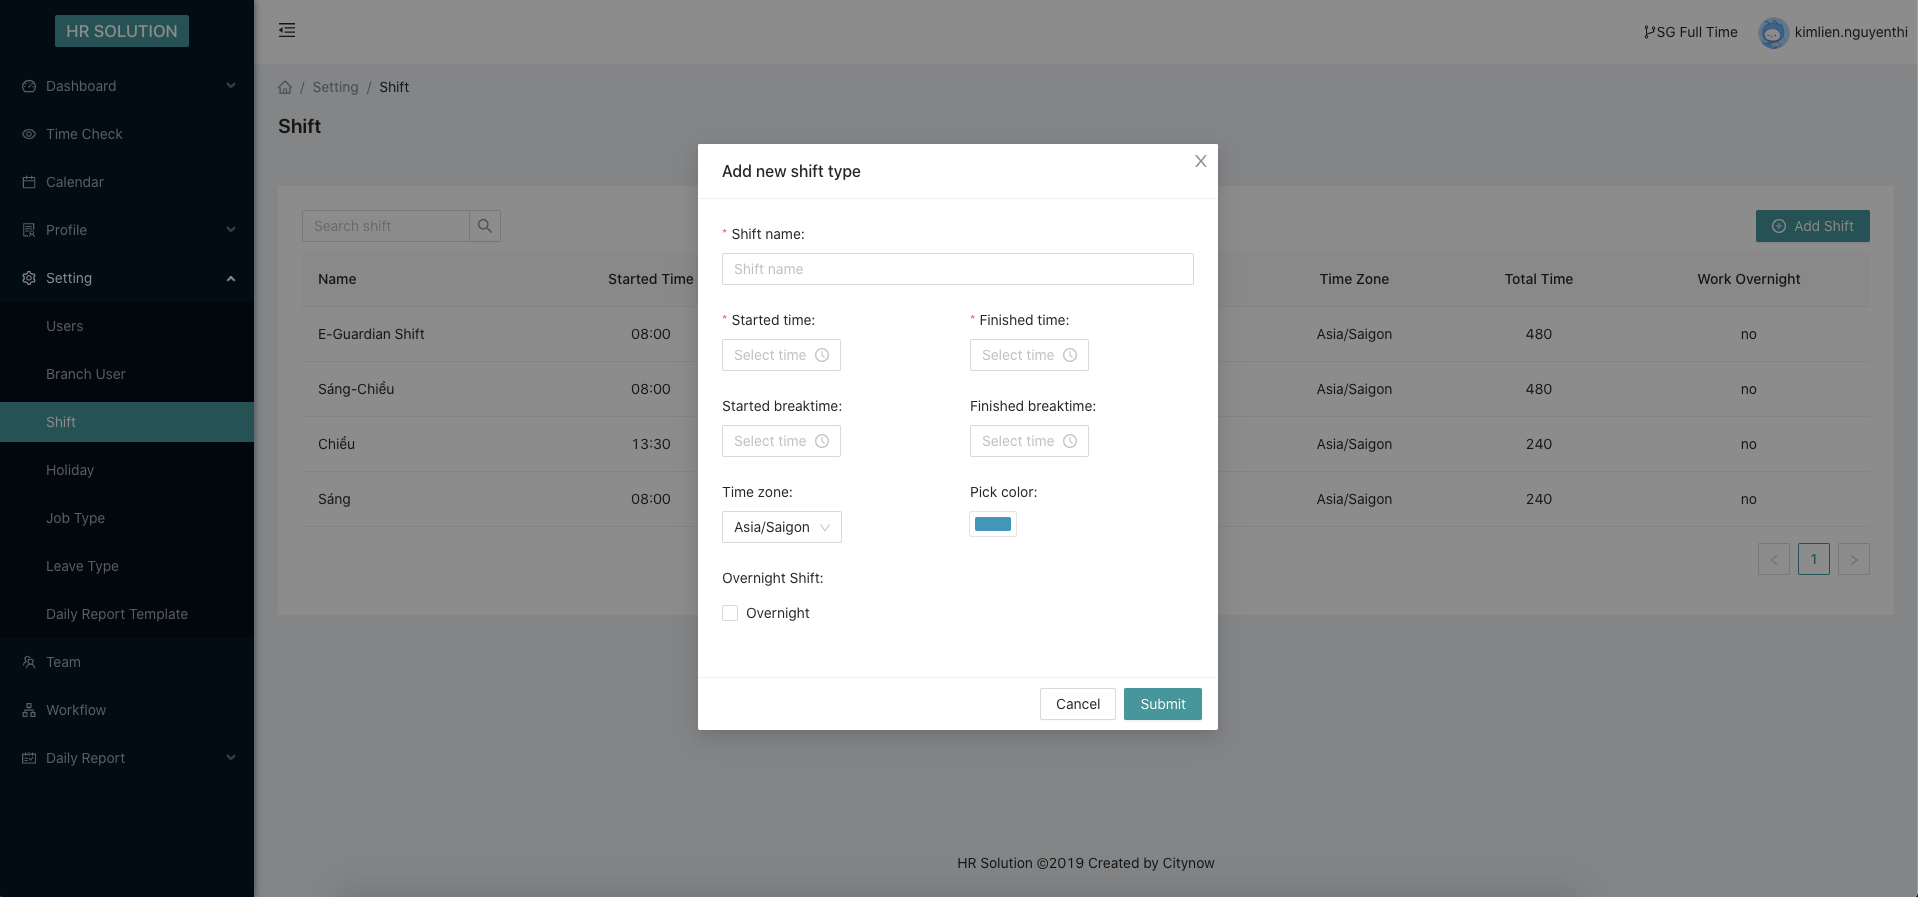 HR SOLUTION
SG Full Time
kimlien.nguyenthi
Dashboard
Time Check
Calendar
Profile
Setting
Users
Branch User
Shift
Holiday
Job Type
Leave Type
Daily Report Template
Team
Workflow
Daily Report
/ Setting / Shift
Shift
Search shift
Add Shift
Name Started Time Time Zone Total Time Work Overnight
E-Guardian Shift 08:00 Asia/Saigon 480 no
Sáng-Chiều 08:00 Asia/Saigon 480 no
Chiều 13:30 Asia/Saigon 240 no
Sáng 08:00 Asia/Saigon 240 no
< 1 >
Add new shift type
* Shift name:
Shift name
* Started time: * Finished time:
Select time Select time
Started breaktime: Finished breaktime:
Select time Select time
Time zone: Pick color:
Asia/Saigon
Overnight Shift:
Overnight
Cancel Submit
HR Solution ©2019 Created by Citynow